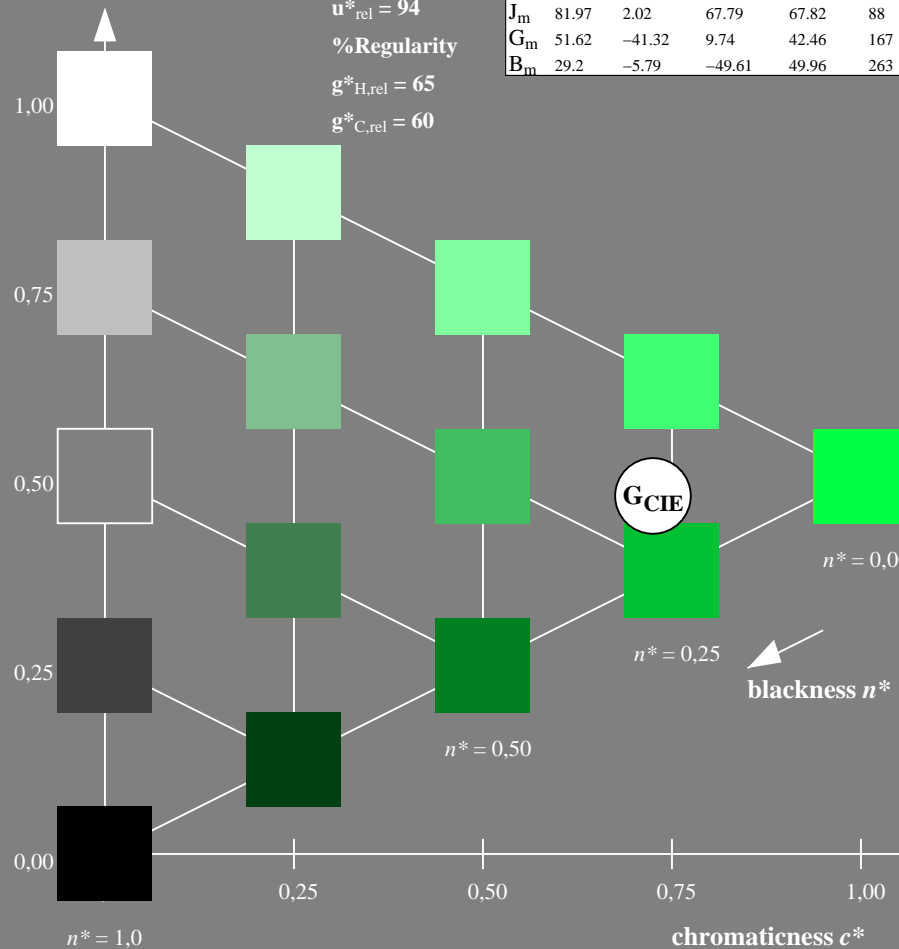 u*rel = 94
%Regularity
g*H,rel = 65
g*C,rel = 60
Jm 81.97 2.02 67.79 67.82 88
Gm 51.62 −41.32 9.74 42.46 167
Bm 29.2 −5.79 −49.61 49.96 263
1,00
0,75
0,50
GCIE
n* = 0,0
n* = 0,25
0,25
blackness n*
n* = 0,50
0,00
0,25 0,50 0,75 1,00
n* = 1,0
chromaticness c*